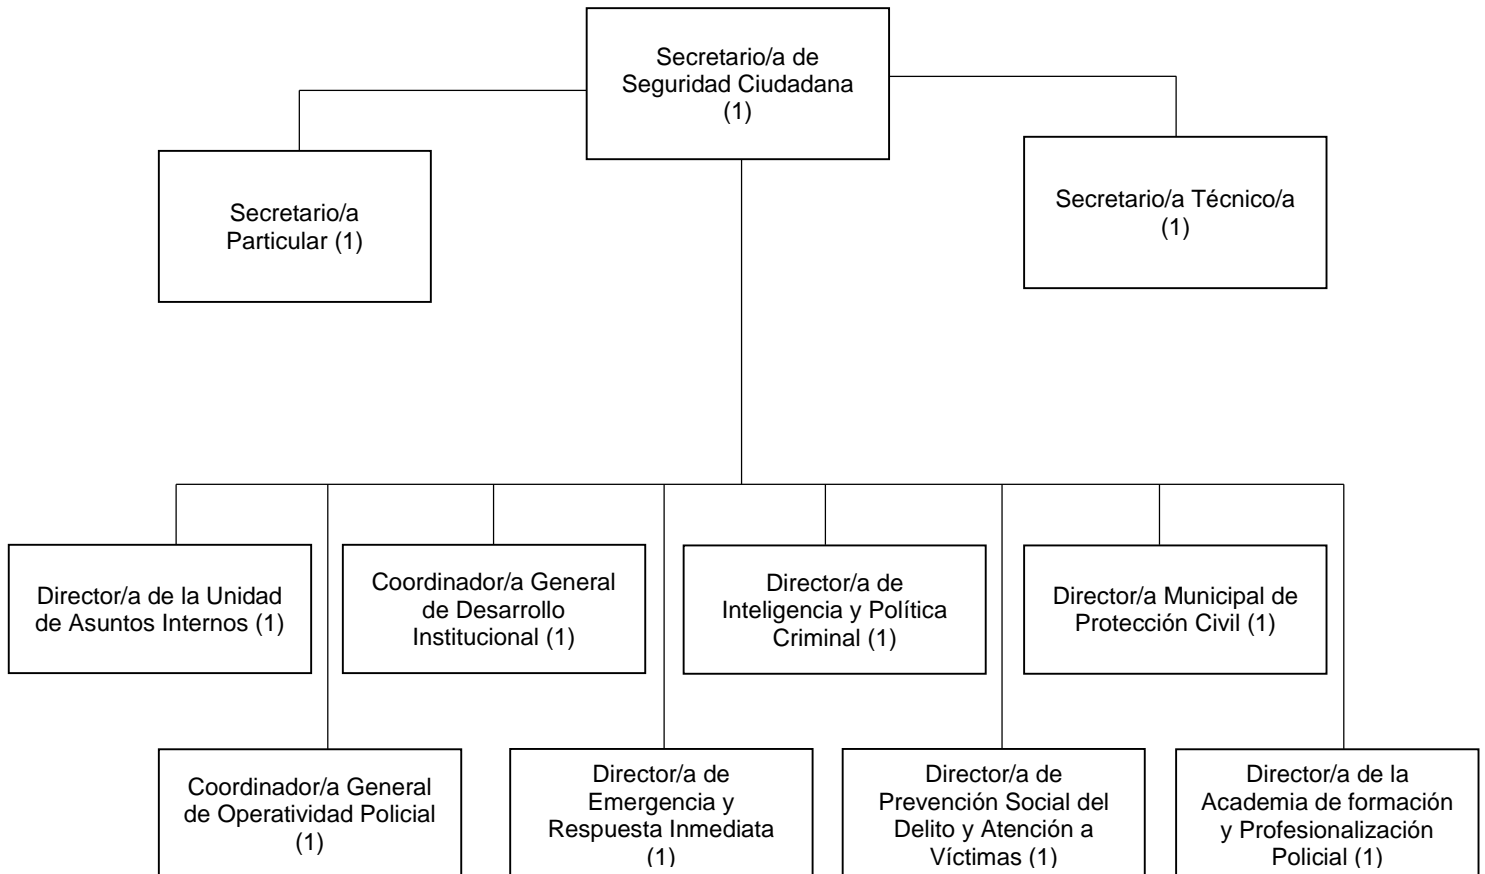 Secretario/a de
Seguridad Ciudadana
(1)
Secretario/a
Particular (1)
Secretario/a Técnico/a
(1)
Director/a de la Unidad
de Asuntos Internos (1)
Coordinador/a General
de Desarrollo
Institucional (1)
Director/a de
Inteligencia y Política
Criminal (1)
Director/a Municipal de
Protección Civil (1)
Coordinador/a General
de Operatividad Policial
(1)
Director/a de
Emergencia y
Respuesta Inmediata
(1)
Director/a de
Prevención Social del
Delito y Atención a
Víctimas (1)
Director/a de la
Academia de formación
y Profesionalización
Policial (1)